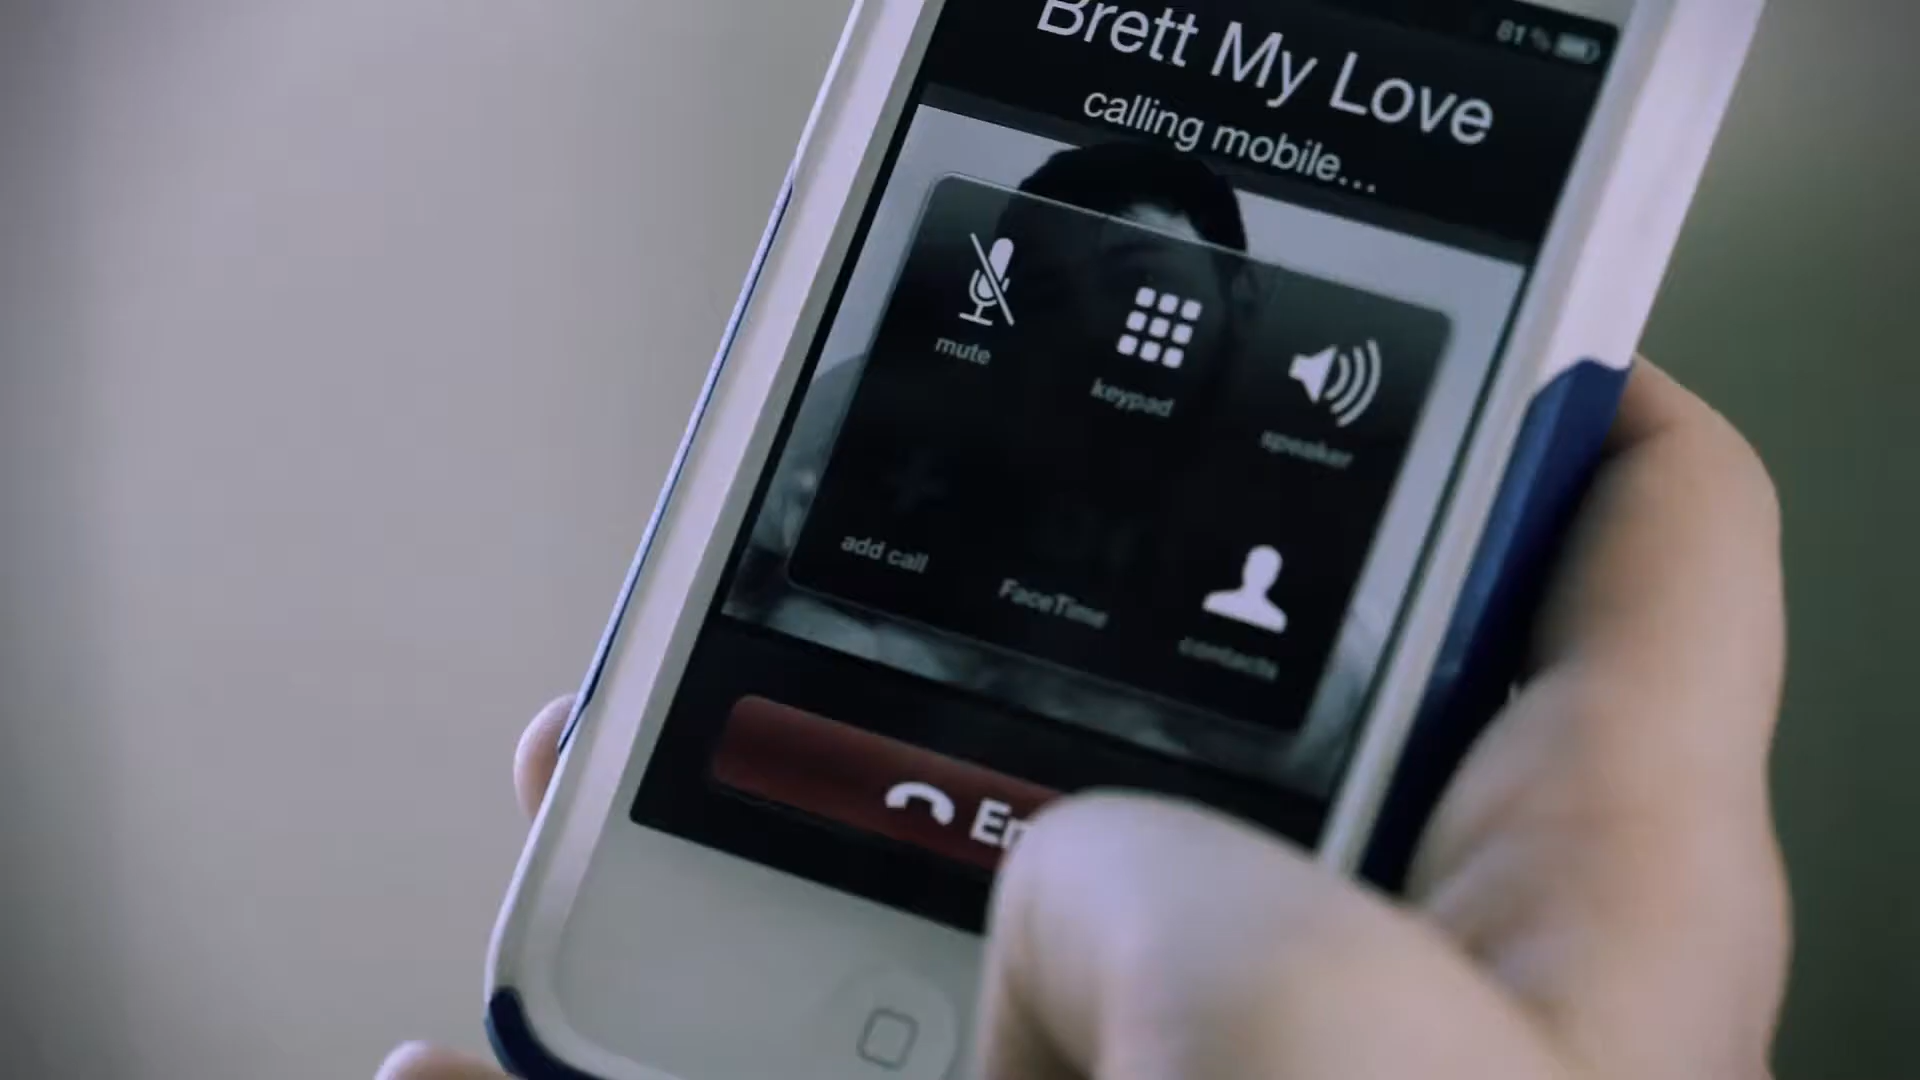 81%
Brett My Love
calling mobile...
mute
keypad
speaker
add call
FaceTime
contacts